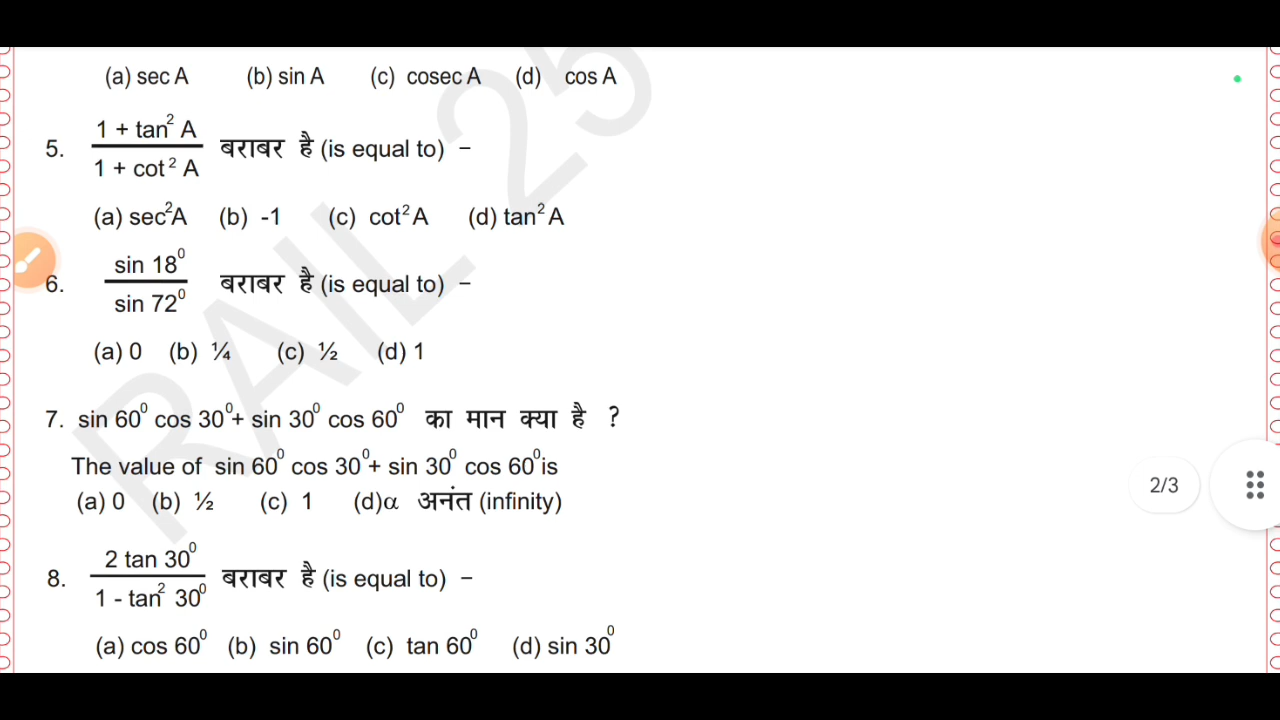 (a) sec A (b) sin A (c) cosec A (d) cos A
5. (1 + tan² A)/(1 + cot² A) बराबर है (is equal to) –
(a) sec²A (b) -1 (c) cot² A (d) tan² A
6. sin 18⁰/sin 72⁰ बराबर है (is equal to) –
(a) 0 (b) ¼ (c) ½ (d) 1
7. sin 60⁰ cos 30⁰+ sin 30⁰ cos 60⁰ का मान क्या है ?
The value of sin 60⁰ cos 30⁰+ sin 30⁰ cos 60⁰is
(a) 0 (b) ½ (c) 1 (d)α अनंत (infinity)
8. 2 tan 30⁰/(1 - tan² 30⁰) बराबर है (is equal to) –
(a) cos 60⁰ (b) sin 60⁰ (c) tan 60⁰ (d) sin 30⁰
2/3
RAIL 25